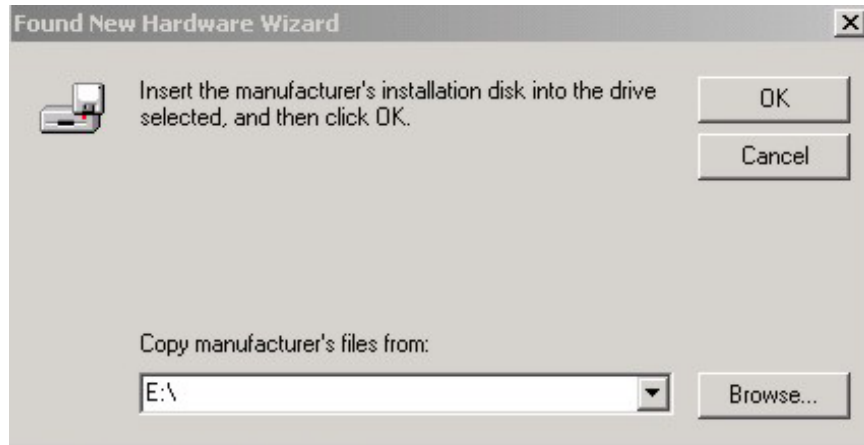 Found New Hardware Wizard
Insert the manufacturer's installation disk into the drive
selected, and then click OK.
OK
Cancel
Copy manufacturer's files from:
E:\
Browse...